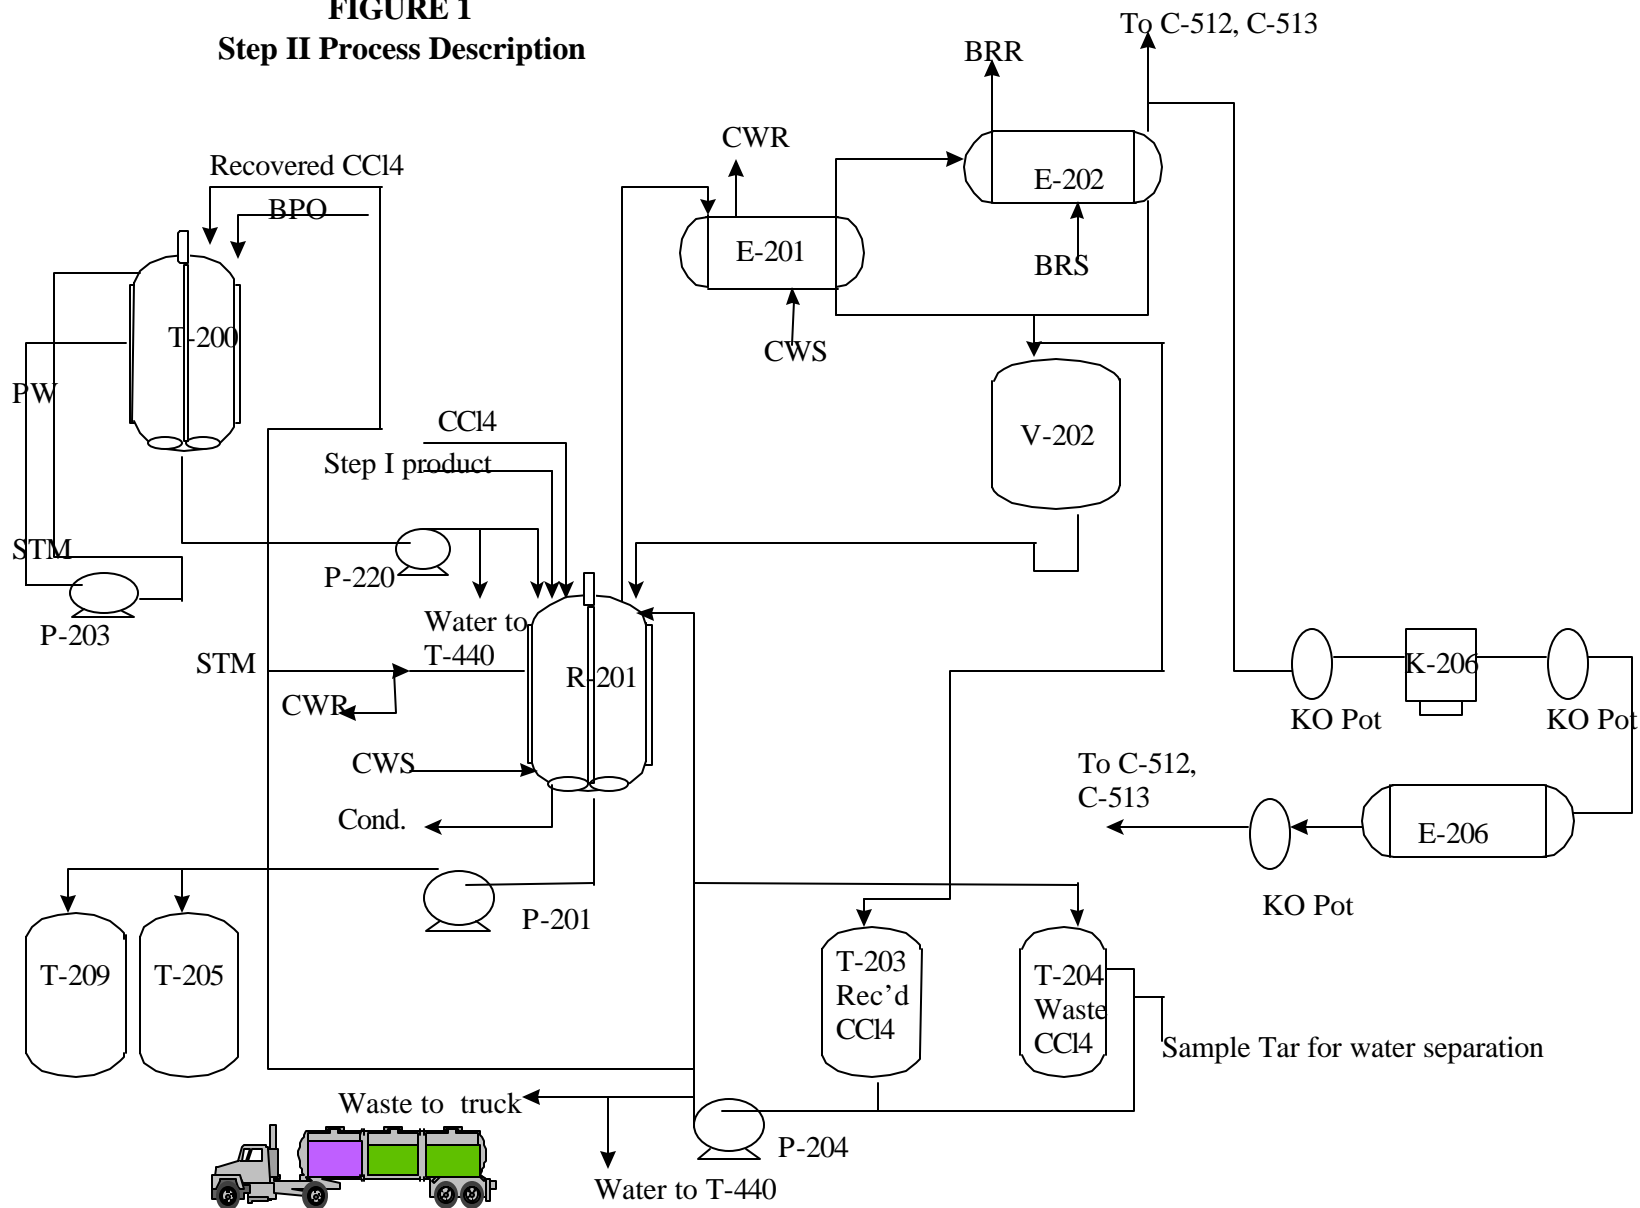 FIGURE 1
Step II Process Description
To C-512, C-513
BRR
CWR
Recovered CCl4
E-202
BPO
E-201
BRS
T-200
CWS
PW
CCl4
V-202
Step I product
STM
P-220
P-203
Water to
T-440
STM
R-201
K-206
CWR
KO Pot
KO Pot
CWS
To C-512,
C-513
Cond.
E-206
KO Pot
P-201
T-209
T-205
T-203
Rec’d
CCl4
T-204
Waste
CCl4
Sample Tar for water separation
Waste to truck
P-204
Water to T-440